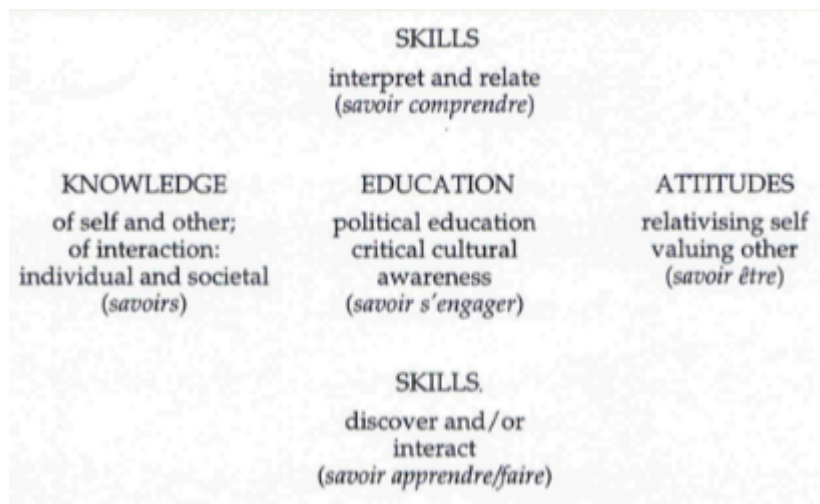 SKILLS
interpret and relate
(savoir comprendre)
KNOWLEDGE
of self and other;
of interaction:
individual and societal
(savoirs)
EDUCATION
political education
critical cultural
awareness
(savoir s'engager)
ATTITUDES
relativising self
valuing other
(savoir être)
SKILLS
discover and/or
interact
(savoir apprendre/faire)